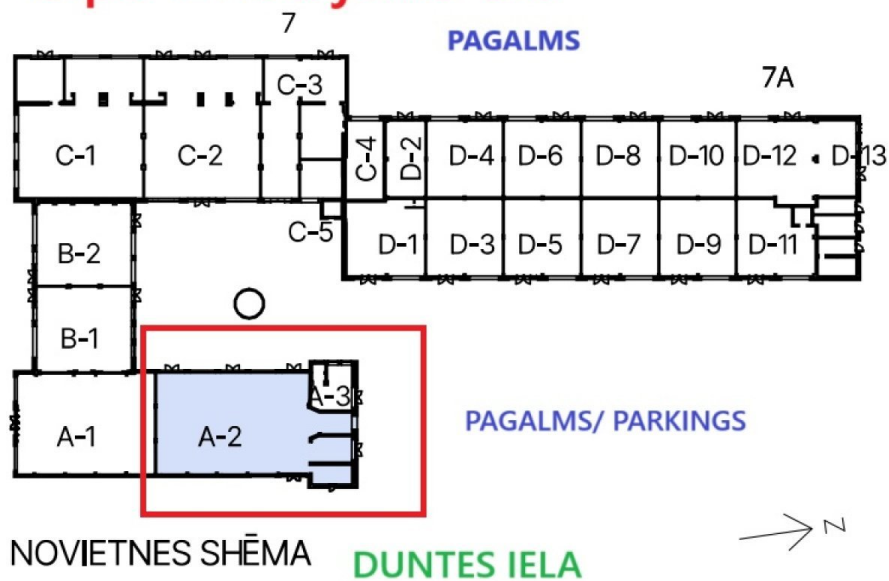 7
PAGALMS
7A
C-3
C-1
C-2
C-4
D-2
D-4
D-6
D-8
D-10
D-12
D-13
C-5
D-1
D-3
D-5
D-7
D-9
D-11
B-2
B-1
A-3
A-1
A-2
PAGALMS/ PARKINGS
N
NOVIETNES SHĒMA
DUNTES IELA